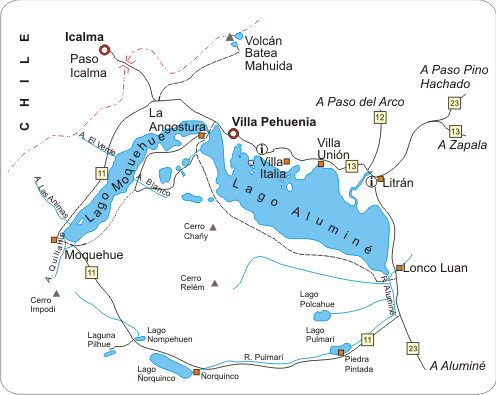 CHILE
Icalma
Paso
Icalma
Volcán
Batea
Mahuida
A Paso Pino
Hachado
A Paso del Arco
23
12
13
A Zapala
La
Angostura
Villa Pehuenia
i
Villa
Unión
Villa
Italia
13
i
Litrán
A. El Verde
11
Lago Moquehue
A. Blanco
A. Las Animas
Lago Aluminé
Cerro
Chañy
A. Quillahia
Moquehue
11
Cerro
Impodi
Cerro
Relém
Lonco Luan
R. Aluminé
Lago
Polcahue
Lago
Pulmarí
Laguna
Pilhue
Lago
Nompehuen
R. Pulmarí
11
23
Piedra
Pintada
A Aluminé
Lago
Ñorquinco
Ñorquinco